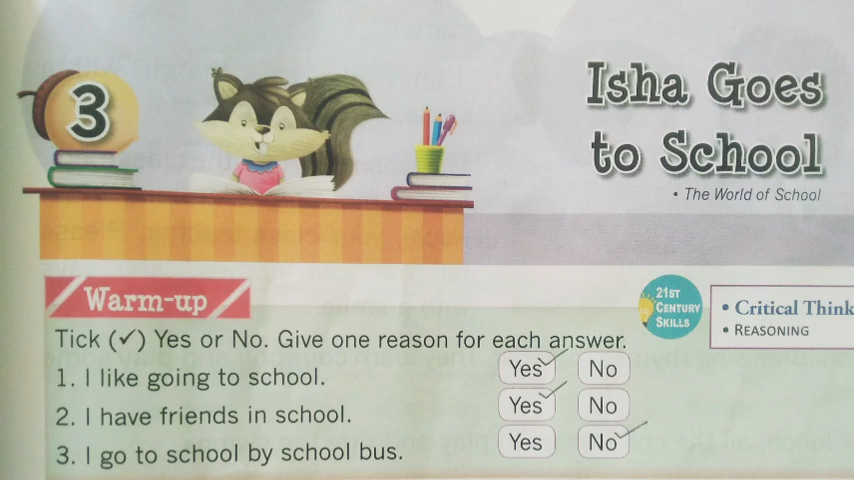 3
Isha Goes
to School
• The World of School
Warm-up
21ST
CENTURY
SKILLS
• Critical Think
• REASONING
Tick (✓) Yes or No. Give one reason for each answer.
1. I like going to school. Yes ✓ No
2. I have friends in school. Yes ✓ No
3. I go to school by school bus. Yes No ✓